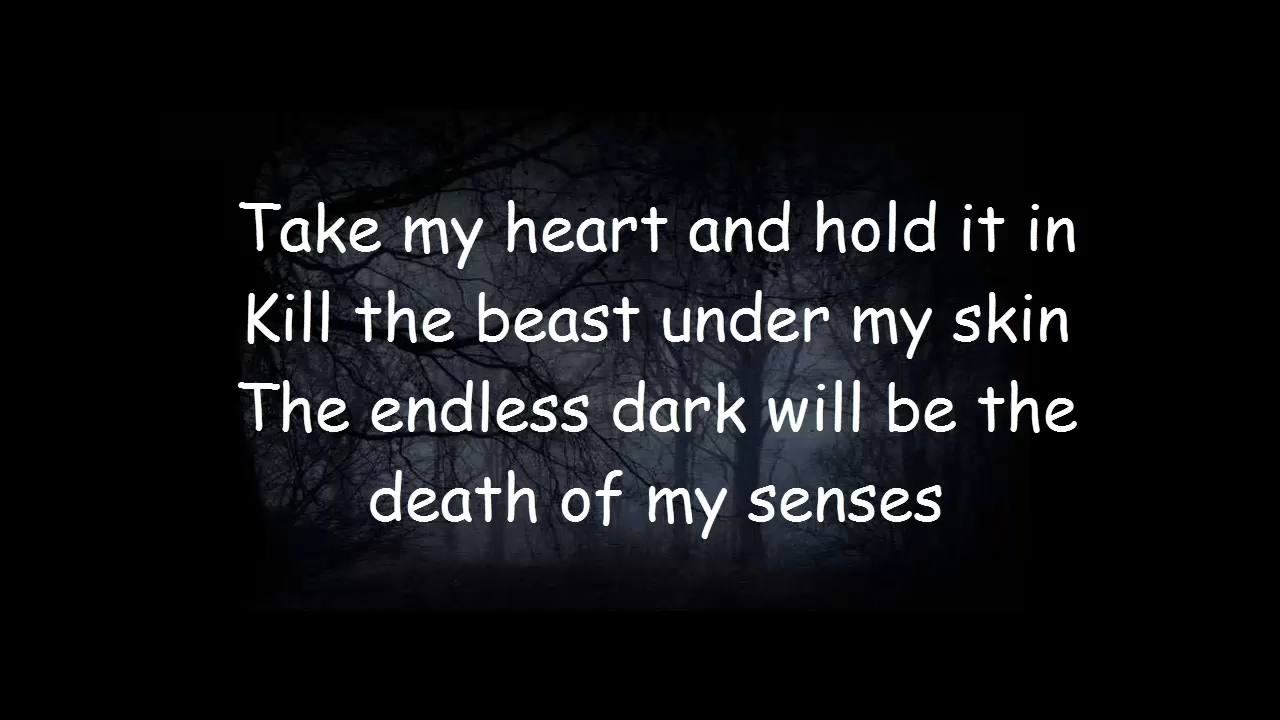 Take my heart and hold it in
Kill the beast under my skin
The endless dark will be the
death of my senses